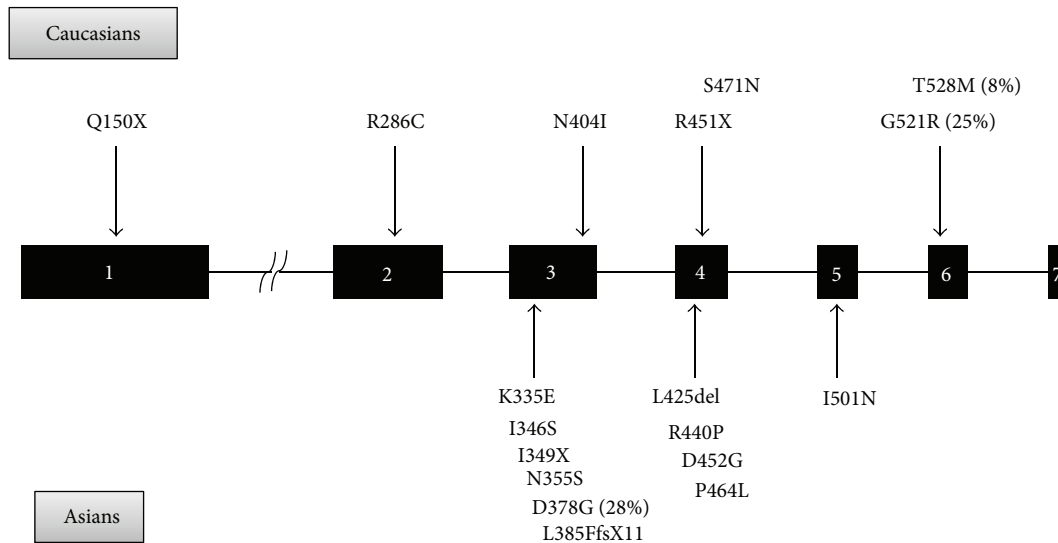 Caucasians
S471N
T528M (8%)
Q150X
R286C
N404I
R451X
G521R (25%)
1
2
3
4
5
6
7
K335E
L425del
I501N
I346S
R440P
I349X
D452G
N355S
P464L
D378G (28%)
L385FfsX11
Asians